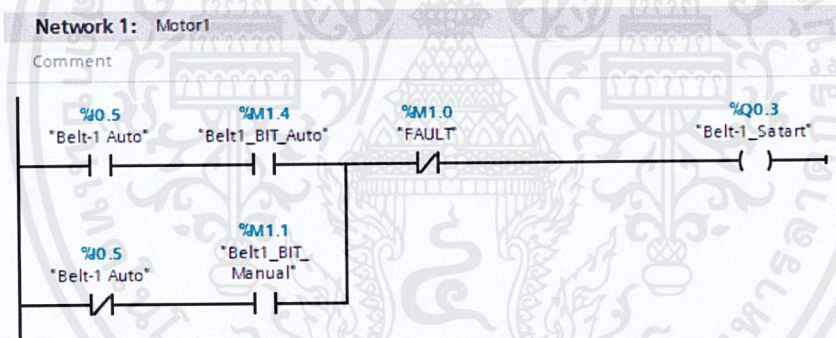 Network 1: Motor1
Comment
%I0.5 %M1.4 %M1.0 %Q0.3
"Belt-1 Auto" "Belt1_BIT_Auto" "FAULT" "Belt-1_Satart"
%M1.1
%I0.5 "Belt1_BIT_
"Belt-1 Auto" Manual"